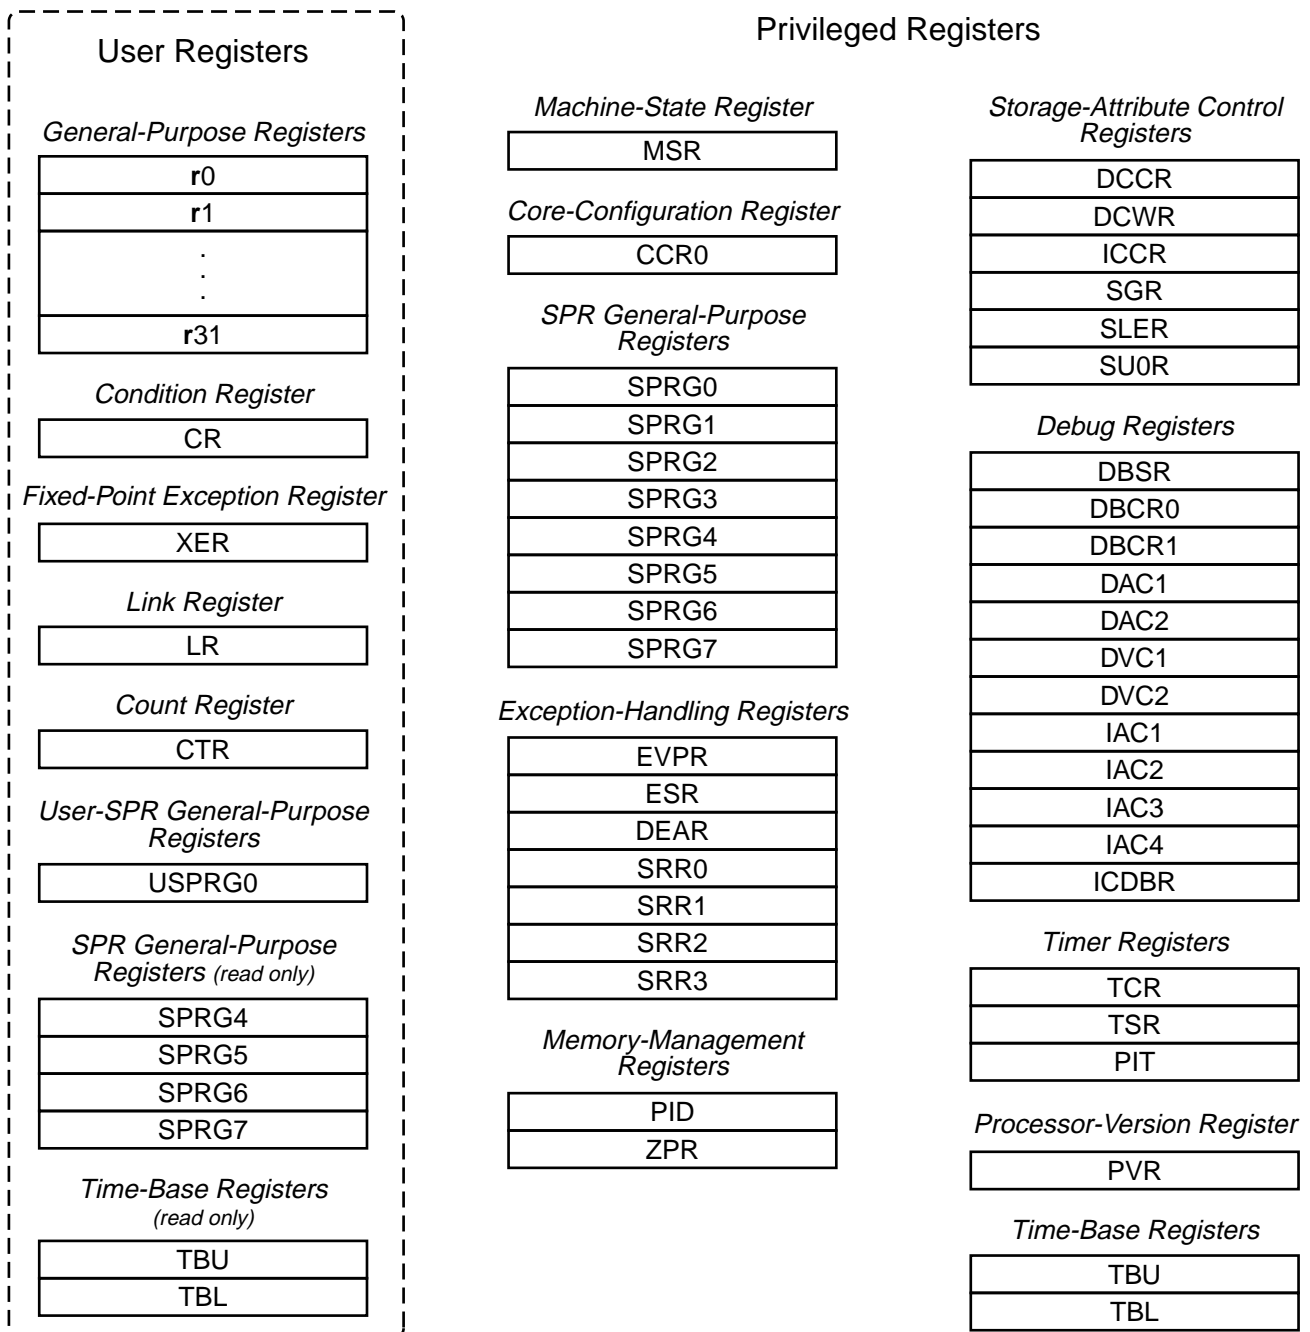 User Registers
General-Purpose Registers
r0
r1
.
.
.
r31
Condition Register
CR
Fixed-Point Exception Register
XER
Link Register
LR
Count Register
CTR
User-SPR General-Purpose
Registers
USPRG0
SPR General-Purpose
Registers (read only)
SPRG4
SPRG5
SPRG6
SPRG7
Time-Base Registers
(read only)
TBU
TBL
Privileged Registers
Machine-State Register
MSR
Core-Configuration Register
CCR0
SPR General-Purpose
Registers
SPRG0
SPRG1
SPRG2
SPRG3
SPRG4
SPRG5
SPRG6
SPRG7
Exception-Handling Registers
EVPR
ESR
DEAR
SRR0
SRR1
SRR2
SRR3
Memory-Management
Registers
PID
ZPR
Storage-Attribute Control
Registers
DCCR
DCWR
ICCR
SGR
SLER
SU0R
Debug Registers
DBSR
DBCR0
DBCR1
DAC1
DAC2
DVC1
DVC2
IAC1
IAC2
IAC3
IAC4
ICDBR
Timer Registers
TCR
TSR
PIT
Processor-Version Register
PVR
Time-Base Registers
TBU
TBL